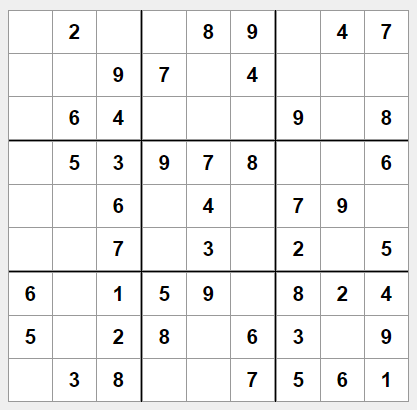 2 8 9 4 7
9 7 4
6 4 9 8
5 3 9 7 8 6
6 4 7 9
7 3 2 5
6 1 5 9 8 2 4
5 2 8 6 3 9
3 8 7 5 6 1